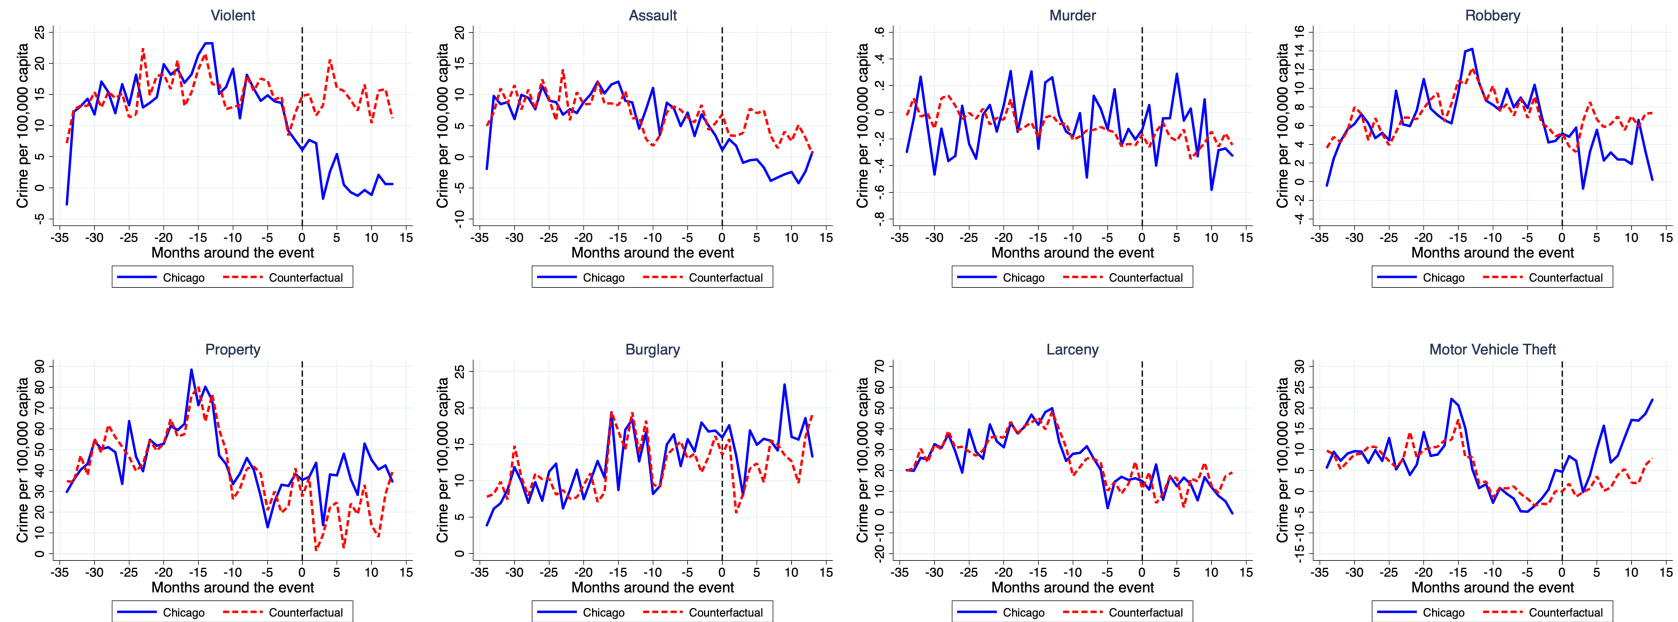 Violent
Crime per 100,000 capita
25
20
15
10
5
0
-5
-35 -30 -25 -20 -15 -10 -5 0 5 10 15
Months around the event
Chicago Counterfactual
Assault
Crime per 100,000 capita
20
15
10
5
0
-5
-10
-35 -30 -25 -20 -15 -10 -5 0 5 10 15
Months around the event
Chicago Counterfactual
Murder
Crime per 100,000 capita
.6
.4
.2
0
-.2
-.4
-.6
-.8
-35 -30 -25 -20 -15 -10 -5 0 5 10 15
Months around the event
Chicago Counterfactual
Robbery
Crime per 100,000 capita
16
14
12
10
8
6
4
2
0
-2
-4
-35 -30 -25 -20 -15 -10 -5 0 5 10 15
Months around the event
Chicago Counterfactual
Property
Crime per 100,000 capita
90
80
70
60
50
40
30
20
10
0
-35 -30 -25 -20 -15 -10 -5 0 5 10 15
Months around the event
Chicago Counterfactual
Burglary
Crime per 100,000 capita
25
20
15
10
5
0
-35 -30 -25 -20 -15 -10 -5 0 5 10 15
Months around the event
Chicago Counterfactual
Larceny
Crime per 100,000 capita
70
60
50
40
30
20
10
0
-10
-20
-35 -30 -25 -20 -15 -10 -5 0 5 10 15
Months around the event
Chicago Counterfactual
Motor Vehicle Theft
Crime per 100,000 capita
30
25
20
15
10
5
0
-5
-10
-15
-35 -30 -25 -20 -15 -10 -5 0 5 10 15
Months around the event
Chicago Counterfactual